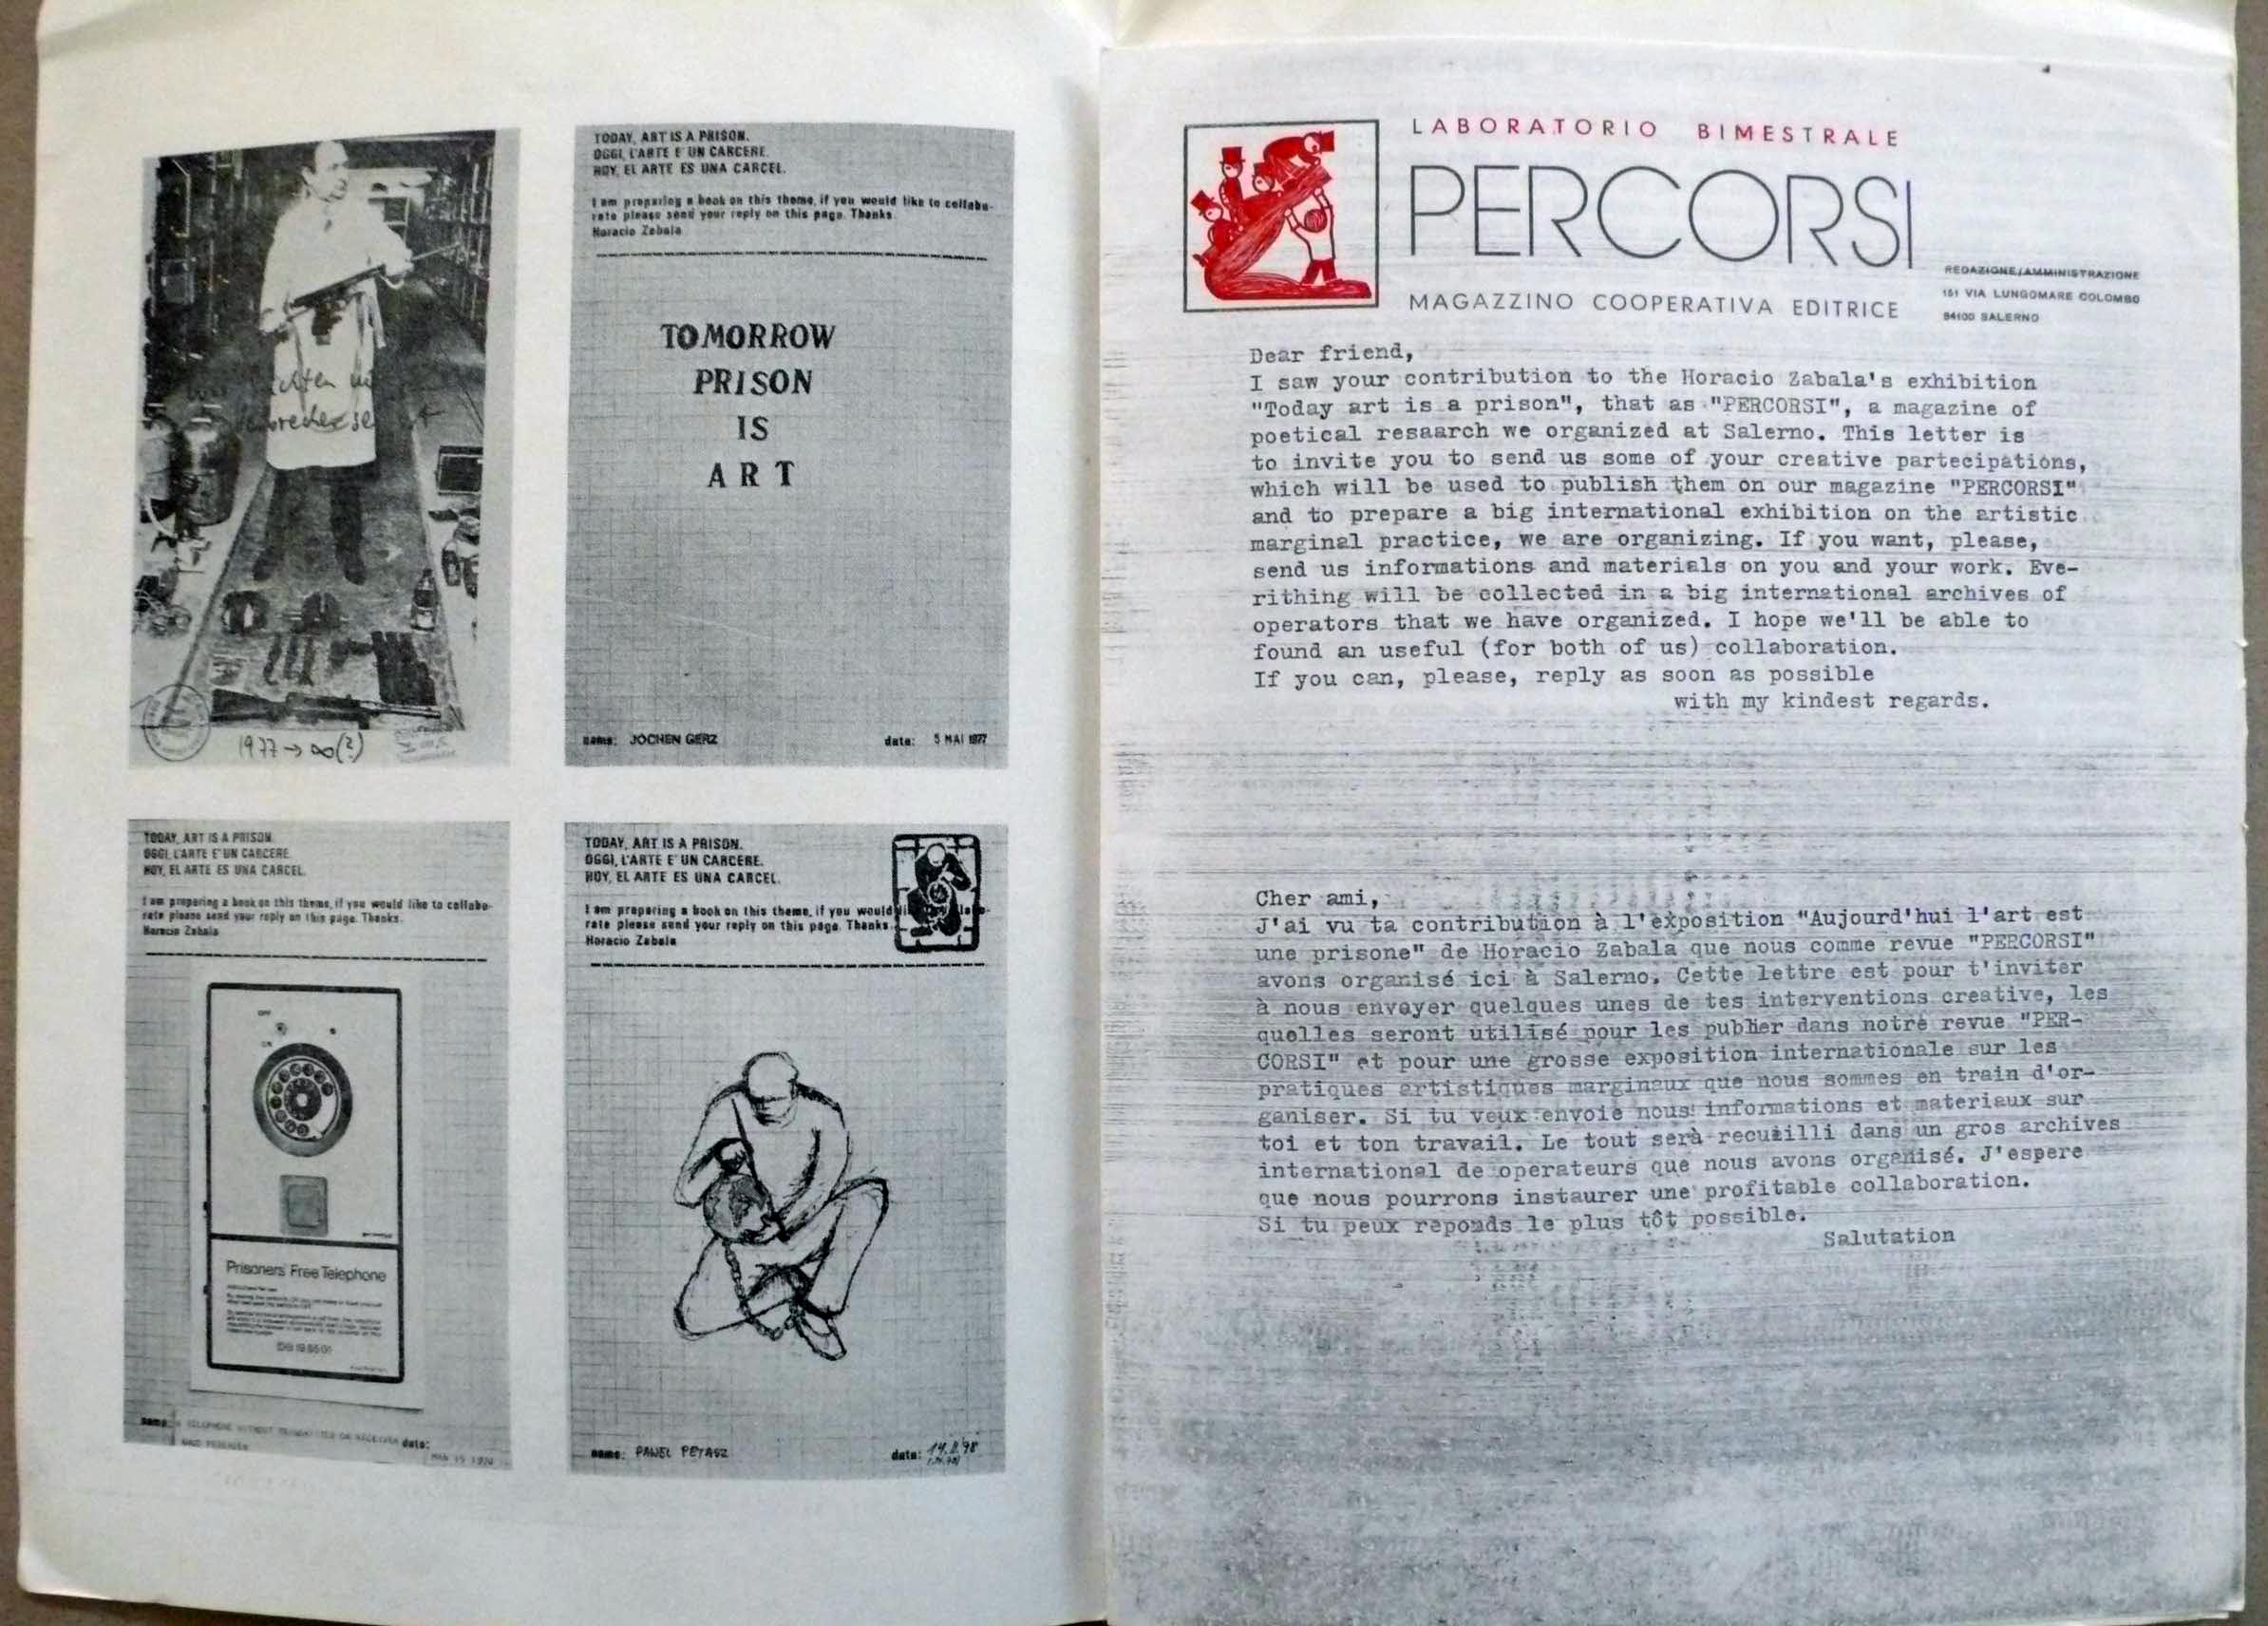 1977 → ∞(?)
TODAY, ART IS A PRISON.
OGGI, L'ARTE E' UN CARCERE.
HOY, EL ARTE ES UNA CARCEL.
I am preparing a book on this theme, if you would like to collabo-
rate please send your reply on this page. Thanks.
Horacio Zabala
TOMORROW
PRISON
IS
ART
name: JOCHEN GERZ date: 5 MAI 1977
TODAY, ART IS A PRISON.
OGGI, L'ARTE E' UN CARCERE.
HOY, EL ARTE ES UNA CARCEL.
I am preparing a book on this theme, if you would like to collabo-
rate please send your reply on this page. Thanks.
Horacio Zabala
OFF
ON
Prisoners' Free Telephone
name: TELEPHONE WITHOUT TRANSMITTER OR RECEIVER date:
TODAY, ART IS A PRISON.
OGGI, L'ARTE E' UN CARCERE.
HOY, EL ARTE ES UNA CARCEL.
I am preparing a book on this theme, if you would
rate please send your reply on this page. Thanks
Horacio Zabala
name: PAWEL PETASZ date:
LABORATORIO BIMESTRALE
PERCORSI
MAGAZZINO COOPERATIVA EDITRICE
REDAZIONE/AMMINISTRAZIONE
151 VIA LUNGOMARE COLOMBO
84100 SALERNO
Dear friend,
I saw your contribution to the Horacio Zabala's exhibition
"Today art is a prison", that as "PERCORSI", a magazine of
poetical resaarch we organized at Salerno. This letter is
to invite you to send us some of your creative partecipations,
which will be used to publish them on our magazine "PERCORSI"
and to prepare a big international exhibition on the artistic
marginal practice, we are organizing. If you want, please,
send us informations and materials on you and your work. Eve-
rithing will be collected in a big international archives of
operators that we have organized. I hope we'll be able to
found an useful (for both of us) collaboration.
If you can, please, reply as soon as possible
with my kindest regards.
Cher ami,
J'ai vu ta contribution à l'exposition "Aujourd'hui l'art est
une prisone" de Horacio Zabala que nous comme revue "PERCORSI"
avons organisé ici à Salerno. Cette lettre est pour t'inviter
à nous envoyer quelques unes de tes interventions creative, les
quelles seront utilisé pour les publier dans notre revue "PER-
CORSI" et pour une grosse exposition internationale sur les
pratiques artistiques marginaux que nous sommes en train d'or-
ganiser. Si tu veux envoie nous informations et materiaux sur
toi et ton travail. Le tout serà recueilli dans un gros archives
international de operateurs que nous avons organisé. J'espere
que nous pourrons instaurer une profitable collaboration.
Si tu peux reponds le plus tôt possible.
Salutation